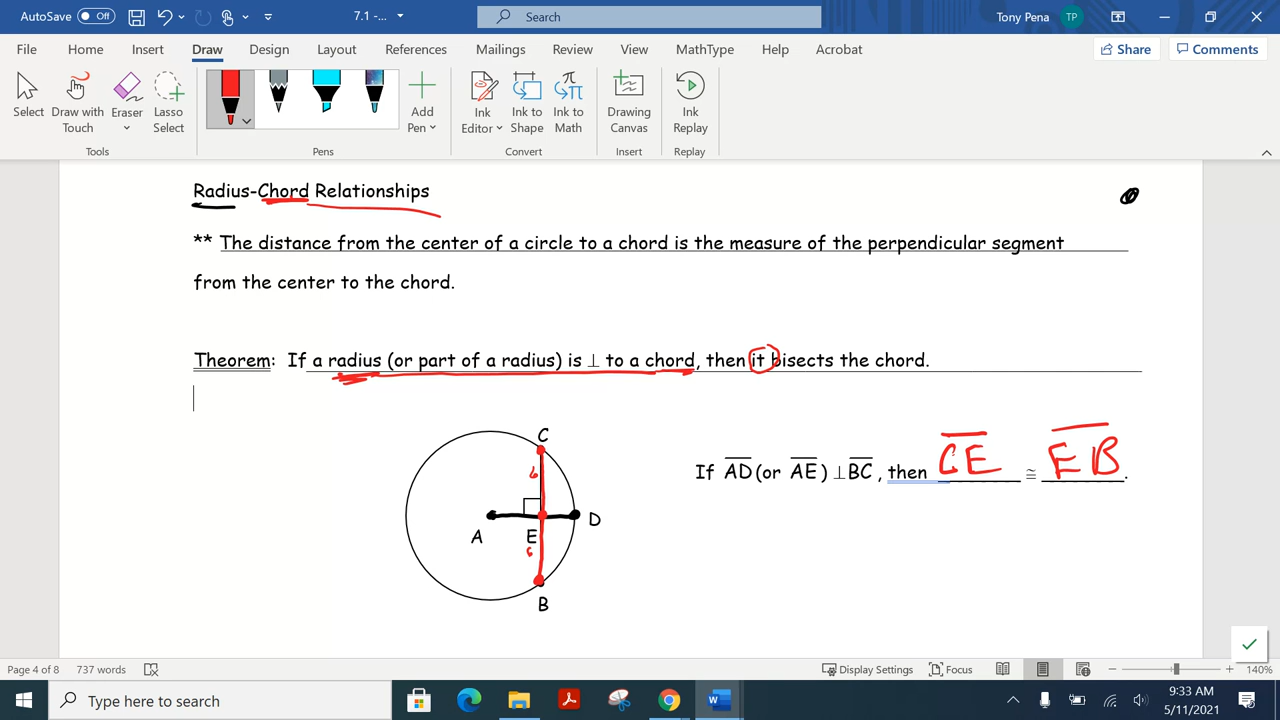 AutoSave Off 7.1 -... Search Tony Pena TP
File Home Insert Draw Design Layout References Mailings Review View MathType Help Acrobat Share Comments
Select Draw with Touch Eraser Lasso Select Add Pen Ink Editor Ink to Shape Ink to Math Drawing Canvas Ink Replay
Tools Pens Convert Insert Replay
Radius-Chord Relationships
** The distance from the center of a circle to a chord is the measure of the perpendicular segment
from the center to the chord.
Theorem: If a radius (or part of a radius) is ⊥ to a chord, then it bisects the chord.
C
If AD (or AE) ⊥ BC, then CE ≅ EB.
6
A E D
6
B
Page 4 of 8 737 words Display Settings Focus 140%
Type here to search 9:33 AM
5/11/2021